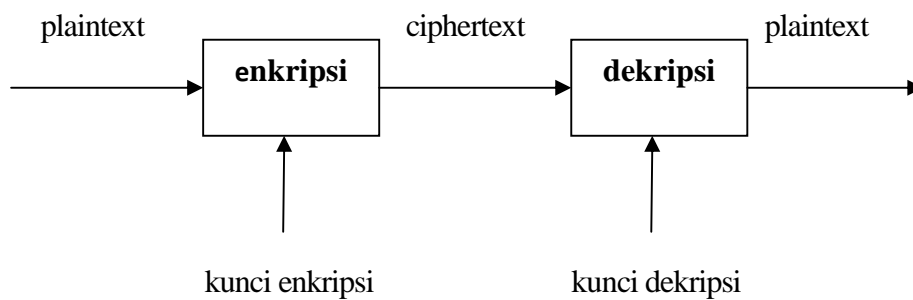 plaintext ciphertext plaintext
enkripsi dekripsi
kunci enkripsi kunci dekripsi